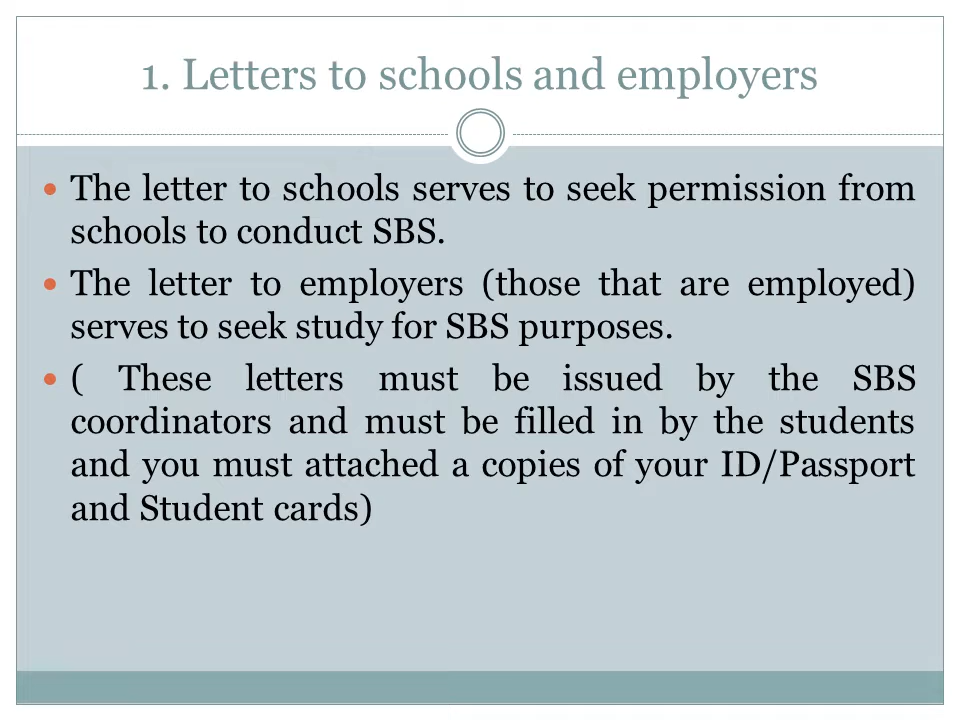 1. Letters to schools and employers
• The letter to schools serves to seek permission from
schools to conduct SBS.
• The letter to employers (those that are employed)
serves to seek study for SBS purposes.
• ( These letters must be issued by the SBS
coordinators and must be filled in by the students
and you must attached a copies of your ID/Passport
and Student cards)